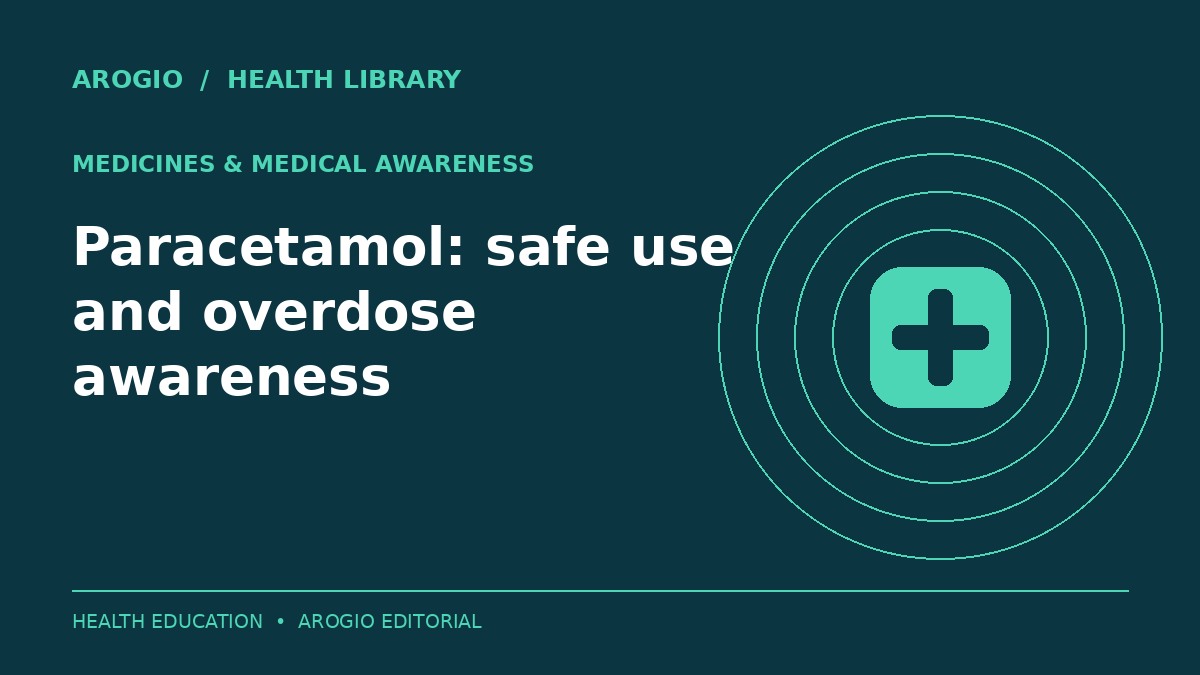 AROGIO / HEALTH LIBRARY
MEDICINES & MEDICAL AWARENESS
Paracetamol: safe use
and overdose
awareness
HEALTH EDUCATION • AROGIO EDITORIAL